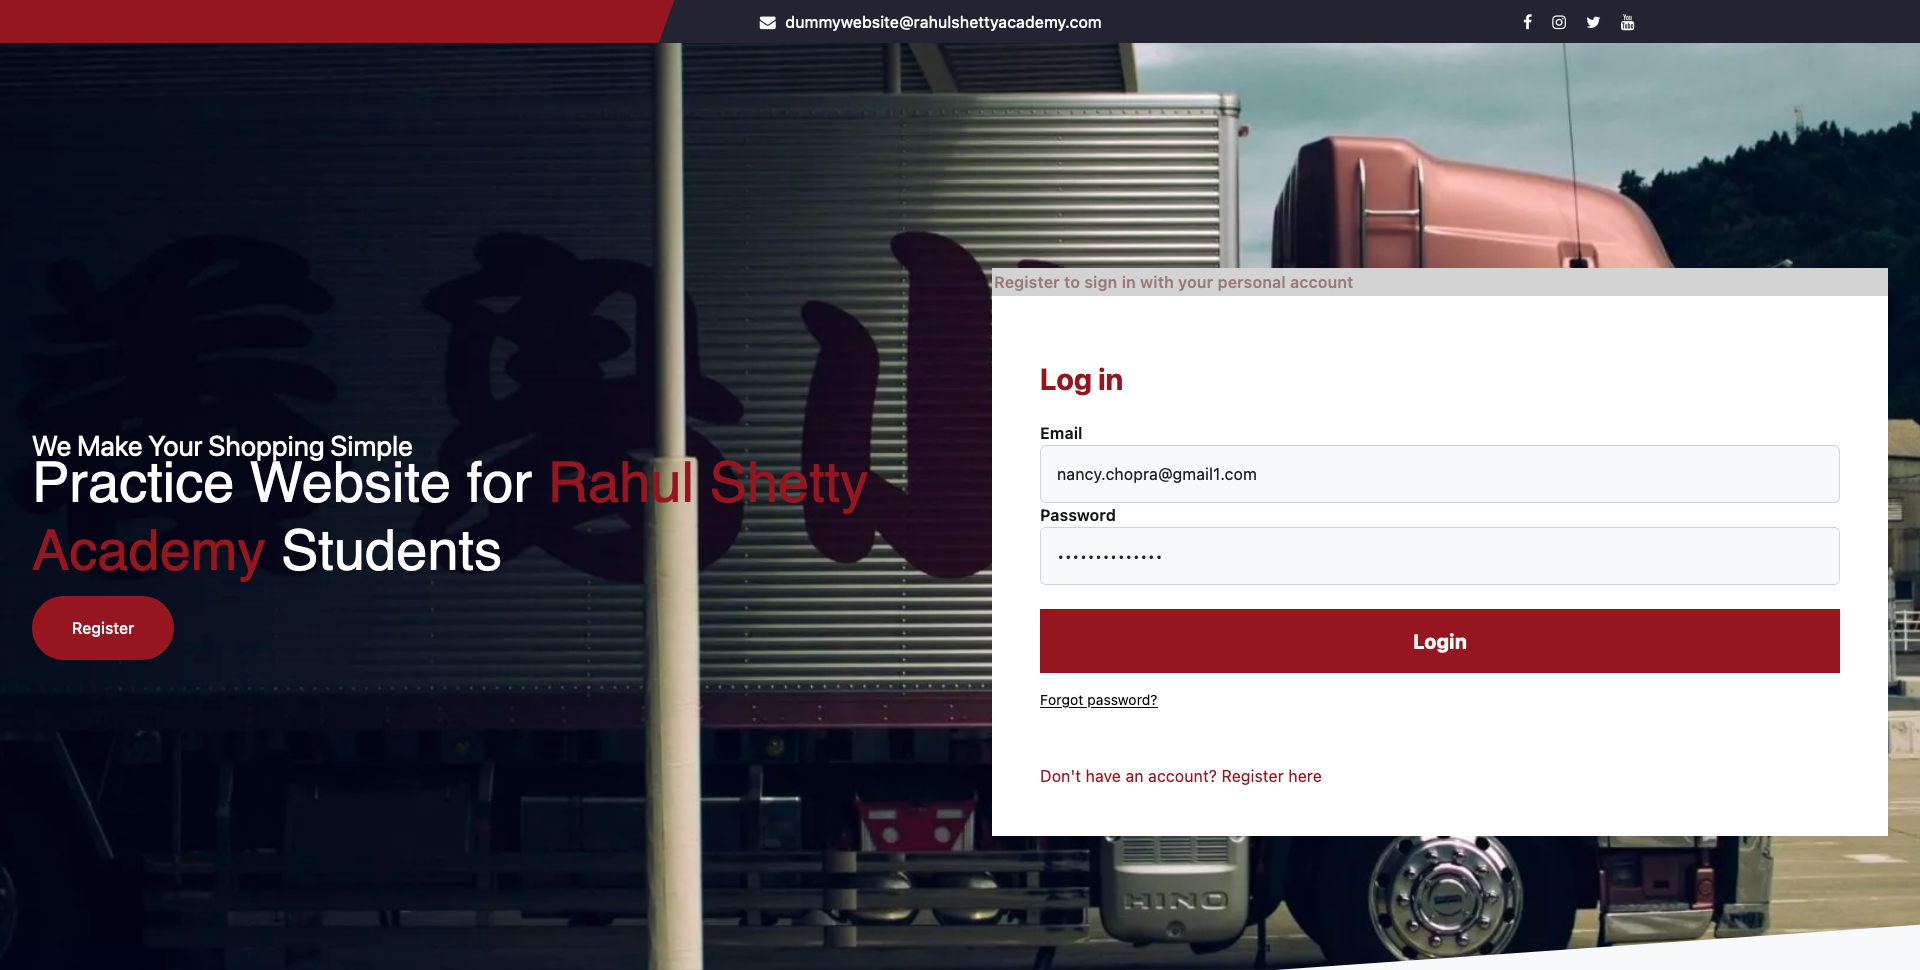 dummywebsite@rahulshettyacademy.com
We Make Your Shopping Simple
Practice Website for Rahul Shetty
Academy Students
Register
Register to sign in with your personal account
Log in
Email
nancy.chopra@gmail1.com
Password
••••••••••••••
Login
Forgot password?
Don't have an account? Register here
HINO